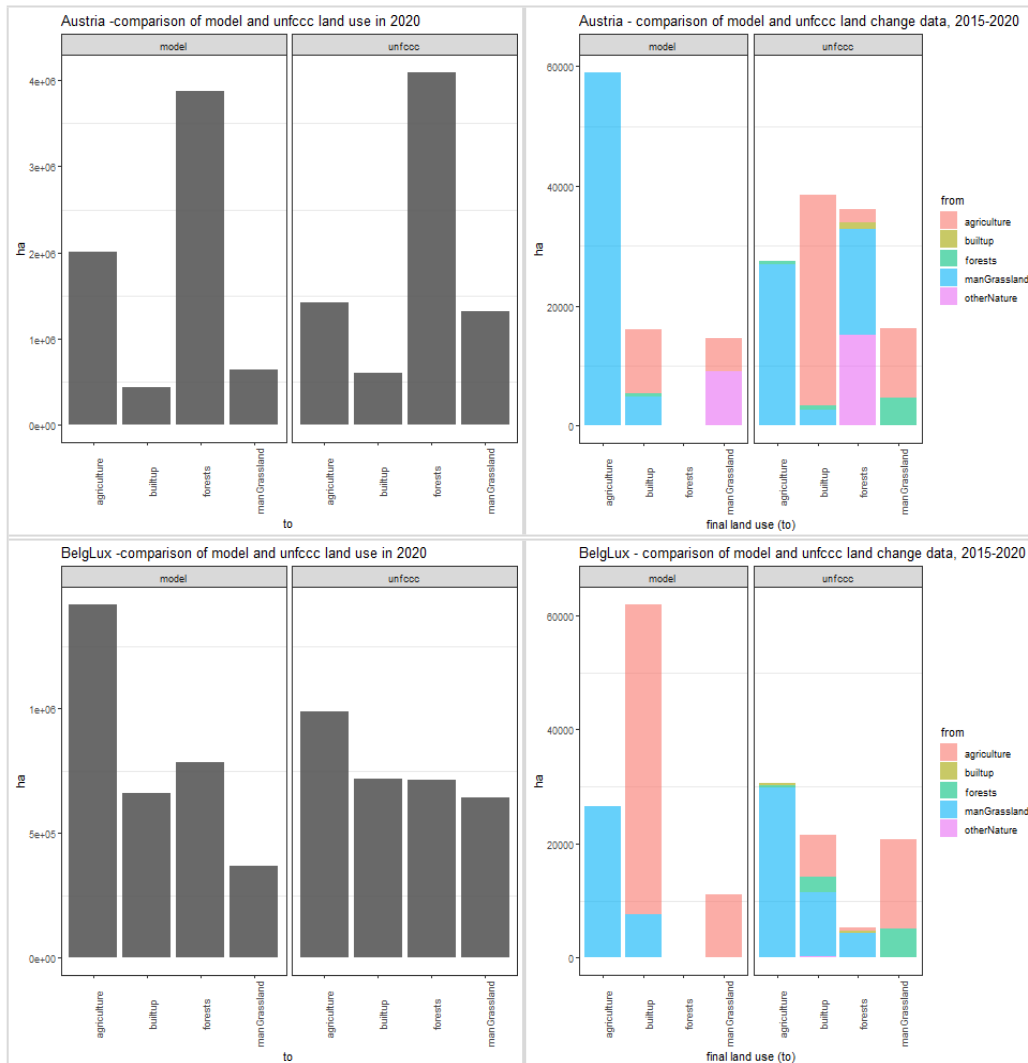 Austria -comparison of model and unfccc land use in 2020
model
unfccc
4e+06
3e+06
2e+06
1e+06
0e+00
ha
agriculture
builtup
forests
manGrassland
agriculture
builtup
forests
manGrassland
to
Austria - comparison of model and unfccc land change data, 2015-2020
model
unfccc
60000
40000
20000
0
ha
agriculture
builtup
forests
manGrassland
agriculture
builtup
forests
manGrassland
final land use (to)
from
agriculture
builtup
forests
manGrassland
otherNature
BelgLux -comparison of model and unfccc land use in 2020
model
unfccc
1e+06
5e+05
0e+00
ha
agriculture
builtup
forests
manGrassland
agriculture
builtup
forests
manGrassland
to
BelgLux - comparison of model and unfccc land change data, 2015-2020
model
unfccc
60000
40000
20000
0
ha
agriculture
builtup
forests
manGrassland
agriculture
builtup
forests
manGrassland
final land use (to)
from
agriculture
builtup
forests
manGrassland
otherNature